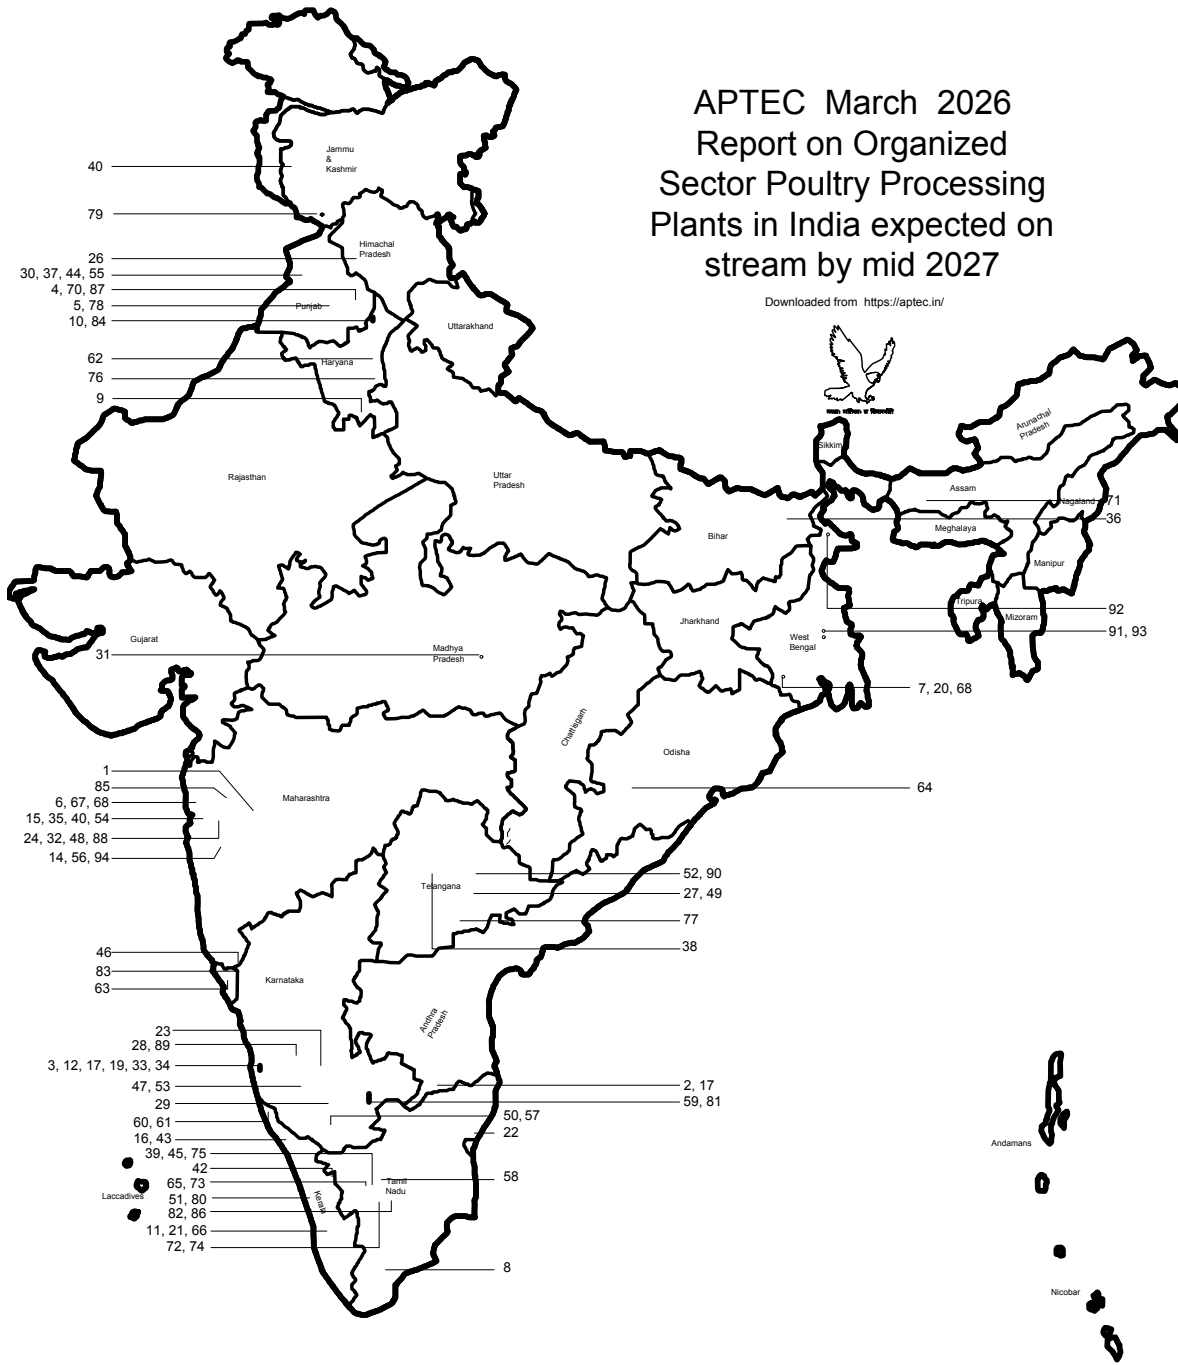 APTEC March 2026
Report on Organized
Sector Poultry Processing
Plants in India expected on
stream by mid 2027
Downloaded from https://aptec.in/
Jammu
&
Kashmir
40
79
Himachal
Pradesh
26
30, 37, 44, 55
4, 70, 87
5, 78
Punjab
10, 84
Uttarakhand
62
Haryana
76
9
Sikkim
Arunachal
Pradesh
Rajasthan
Uttar
Pradesh
Assam
Nagaland
71
36
Meghalaya
Bihar
Manipur
92
Tripura
Mizoram
Jharkhand
91, 93
West
Bengal
Gujarat
31
Madhya
Pradesh
7, 20, 68
Chattisgarh
Odisha
1
85
64
6, 67, 68
Maharashtra
15, 35, 40, 54
24, 32, 48, 88
14, 56, 94
52, 90
Telangana
27, 49
77
38
46
83
63
Karnataka
Andhra
Pradesh
23
28, 89
3, 12, 17, 19, 33, 34
47, 53
2, 17
29
59, 81
60, 61
50, 57
16, 43
22
39, 45, 75
42
65, 73
58
Tamil
Nadu
Laccadives
51, 80
Kerala
82, 86
11, 21, 66
72, 74
8
Andamans
Nicobar